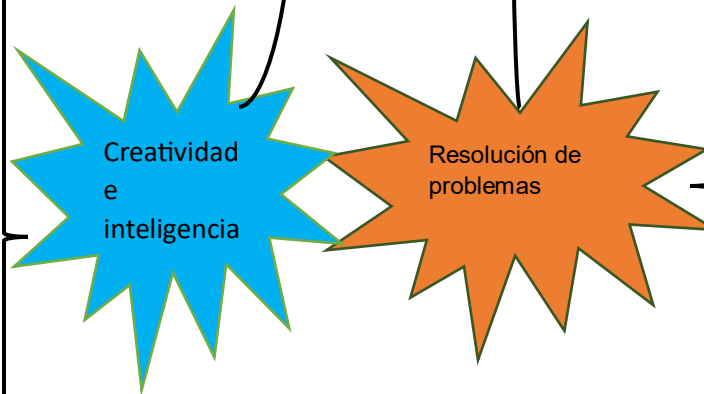 Creatividad
e
inteligencia
Resolución de
problemas